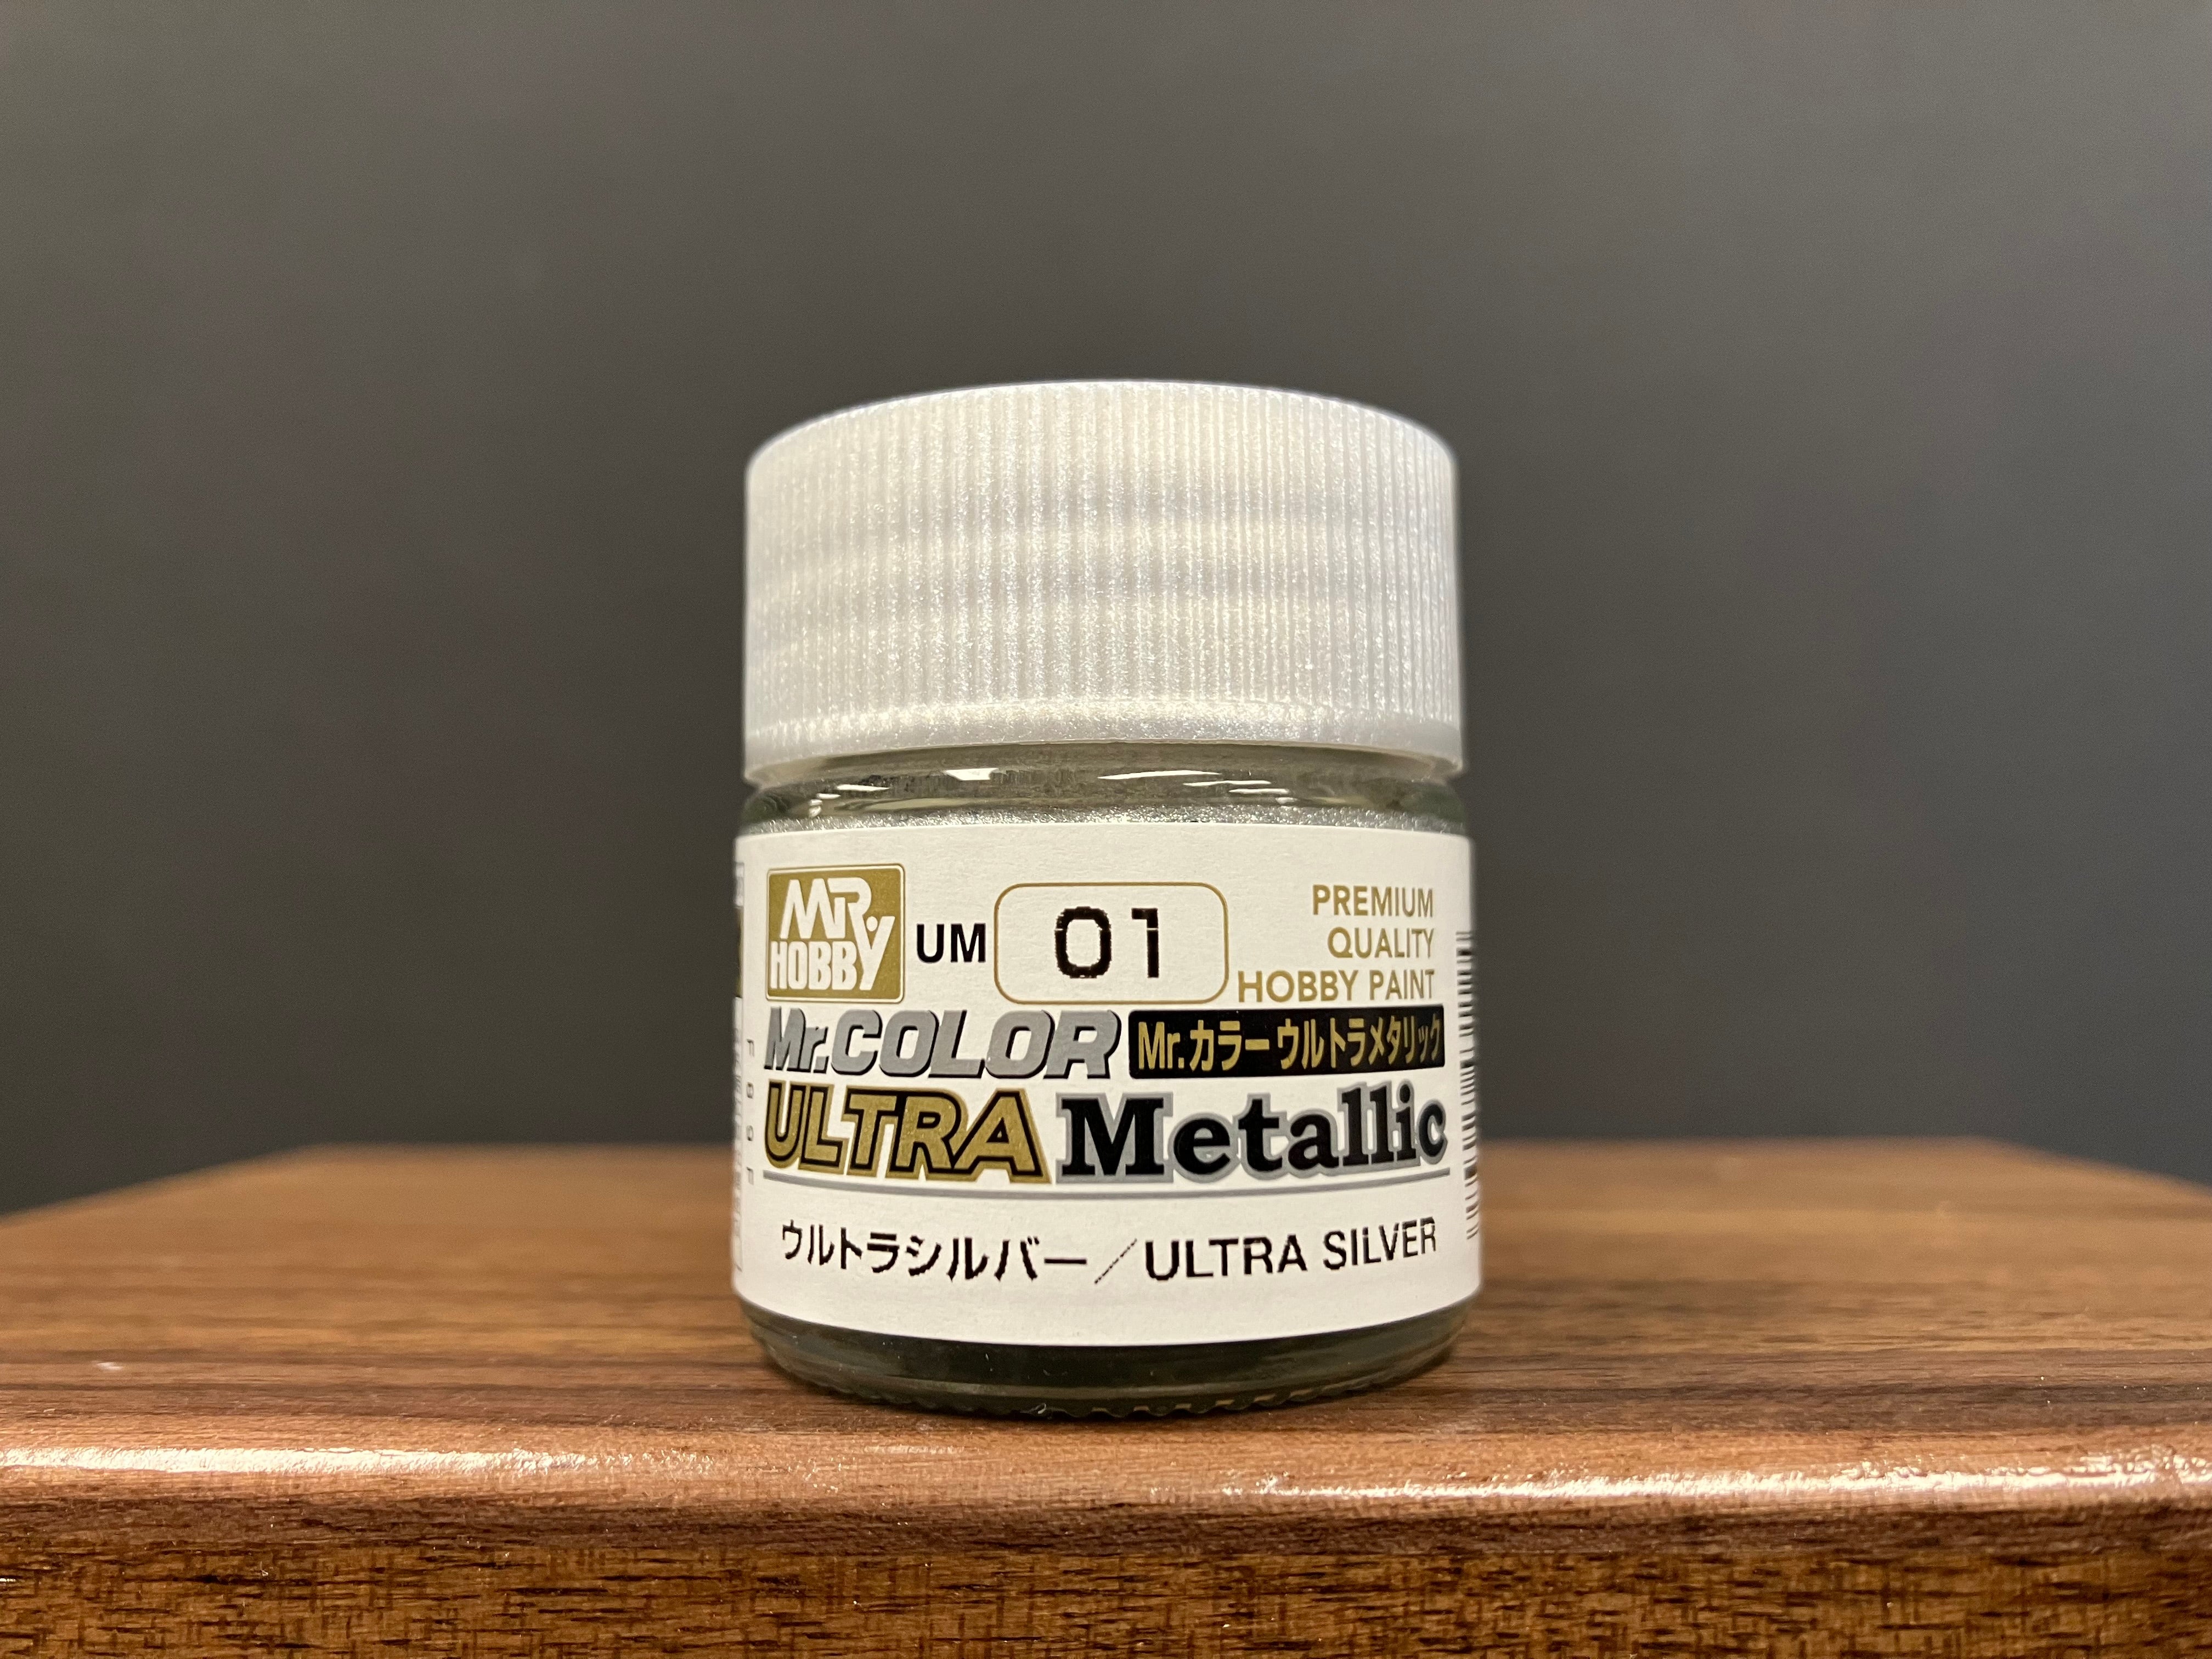 MR HOBBY
UM 01
PREMIUM
QUALITY
HOBBY PAINT
Mr.COLOR
Mr.カラー ウルトラメタリック
ULTRA Metallic
ウルトラシルバー／ULTRA SILVER